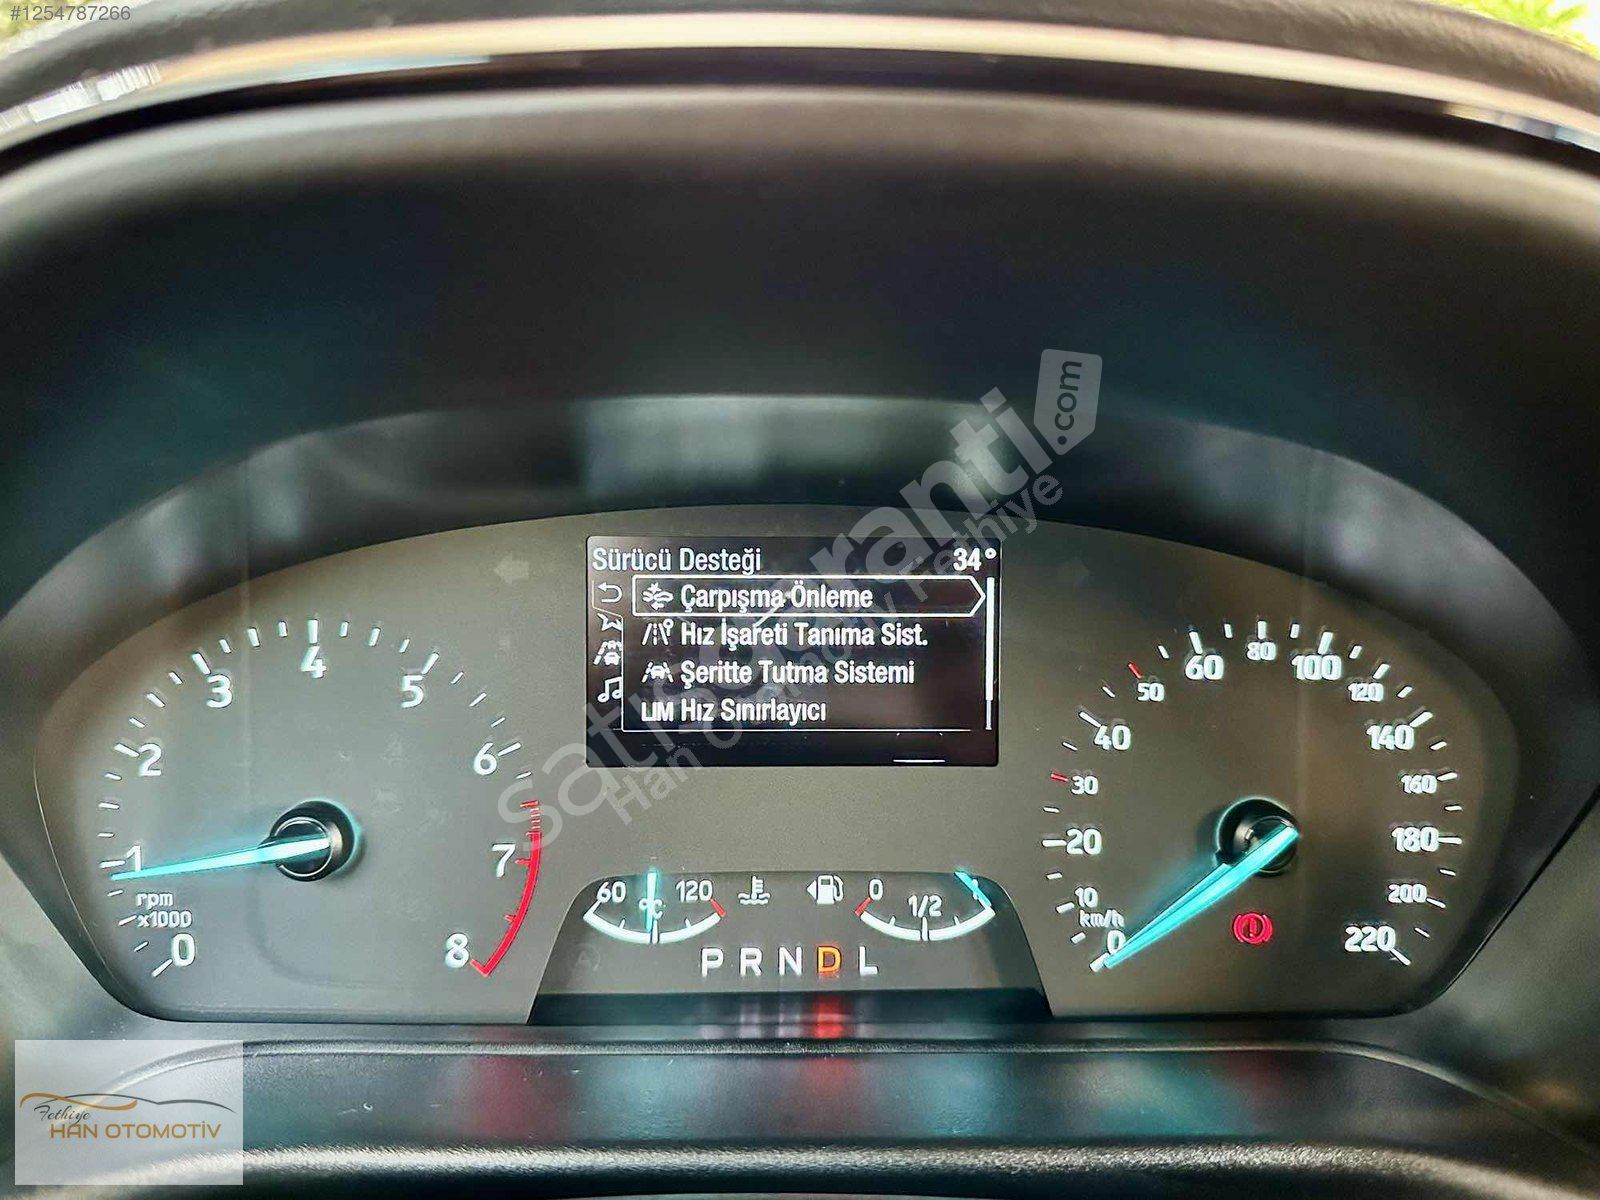 #1254787266
Sürücü Desteği 34°
Çarpışma Önleme
Hız İşareti Tanıma Sist.
Şeritte Tutma Sistemi
LIM Hız Sınırlayıcı
0 1 2 3 4 5 6 7 8
rpm
x1000
60 °C 120
0 1/2 1
P R N D L
0 10 20 30 40 50 60 80 100 120 140 160 180 200 220
km/h
satisgaranti.com
Han Otomotiv Fethiye
Fethiye
HAN OTOMOTİV